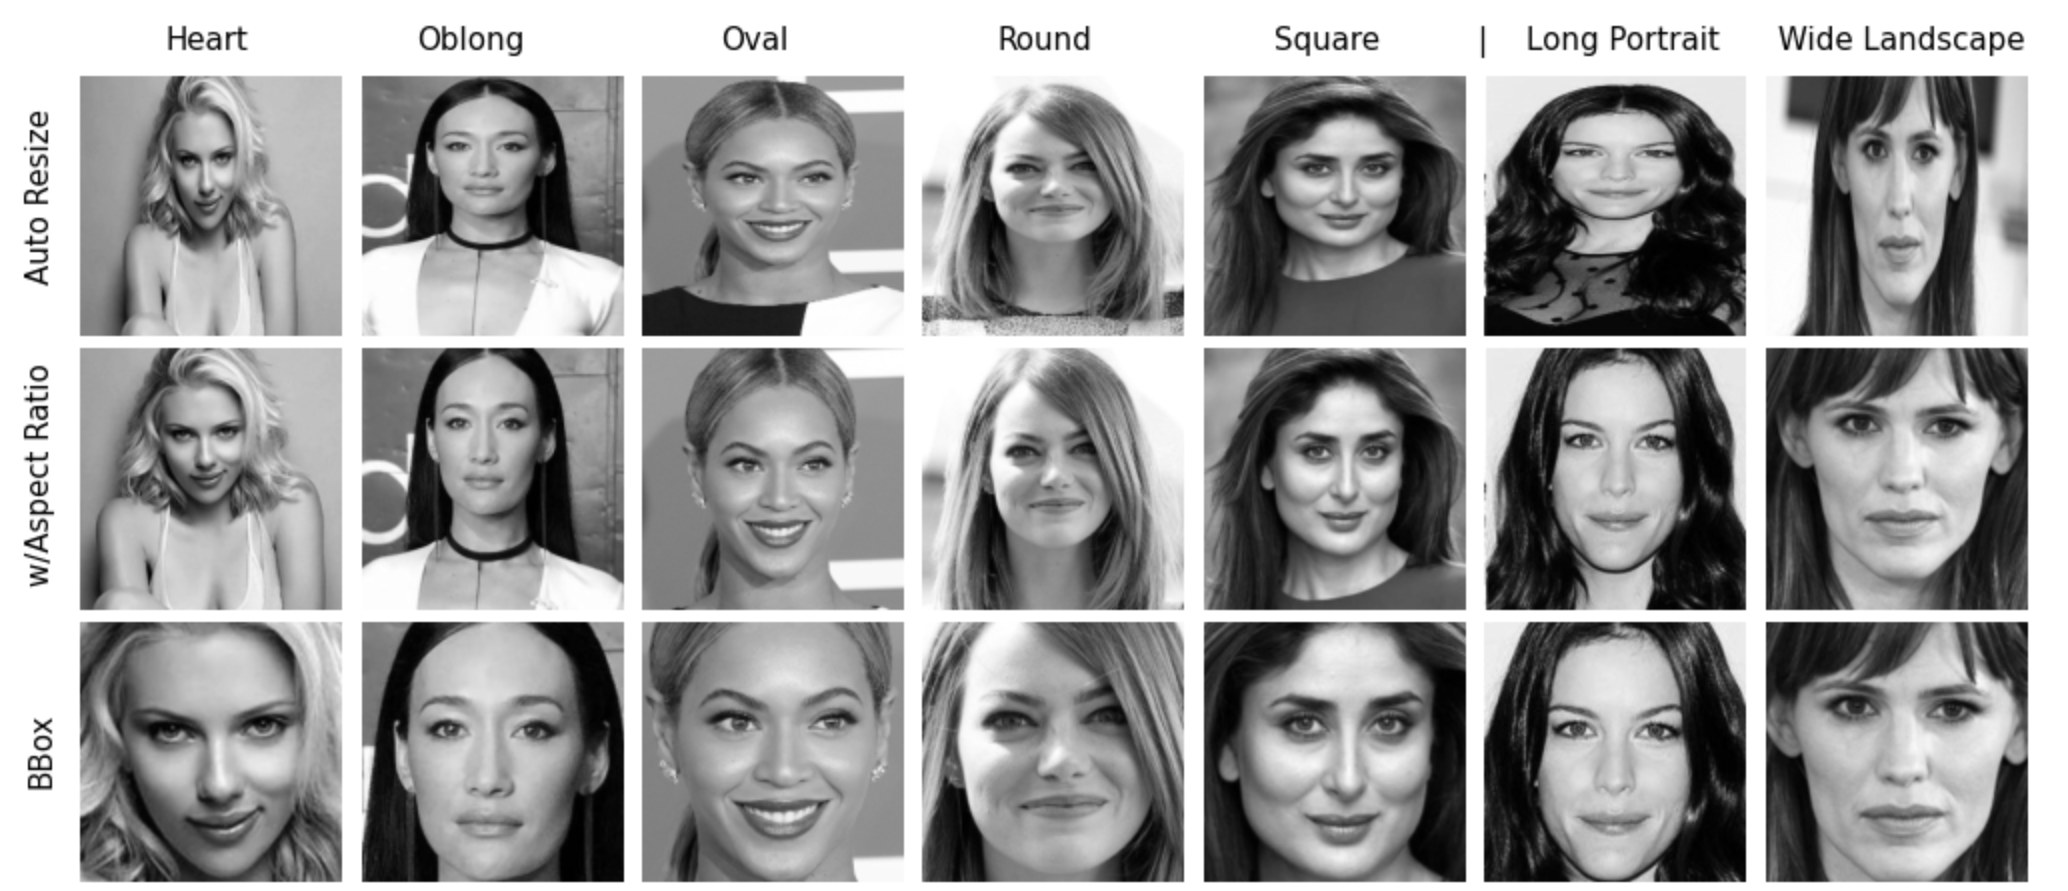 Heart Oblong Oval Round Square | Long Portrait Wide Landscape
Auto Resize
w/Aspect Ratio
BBox